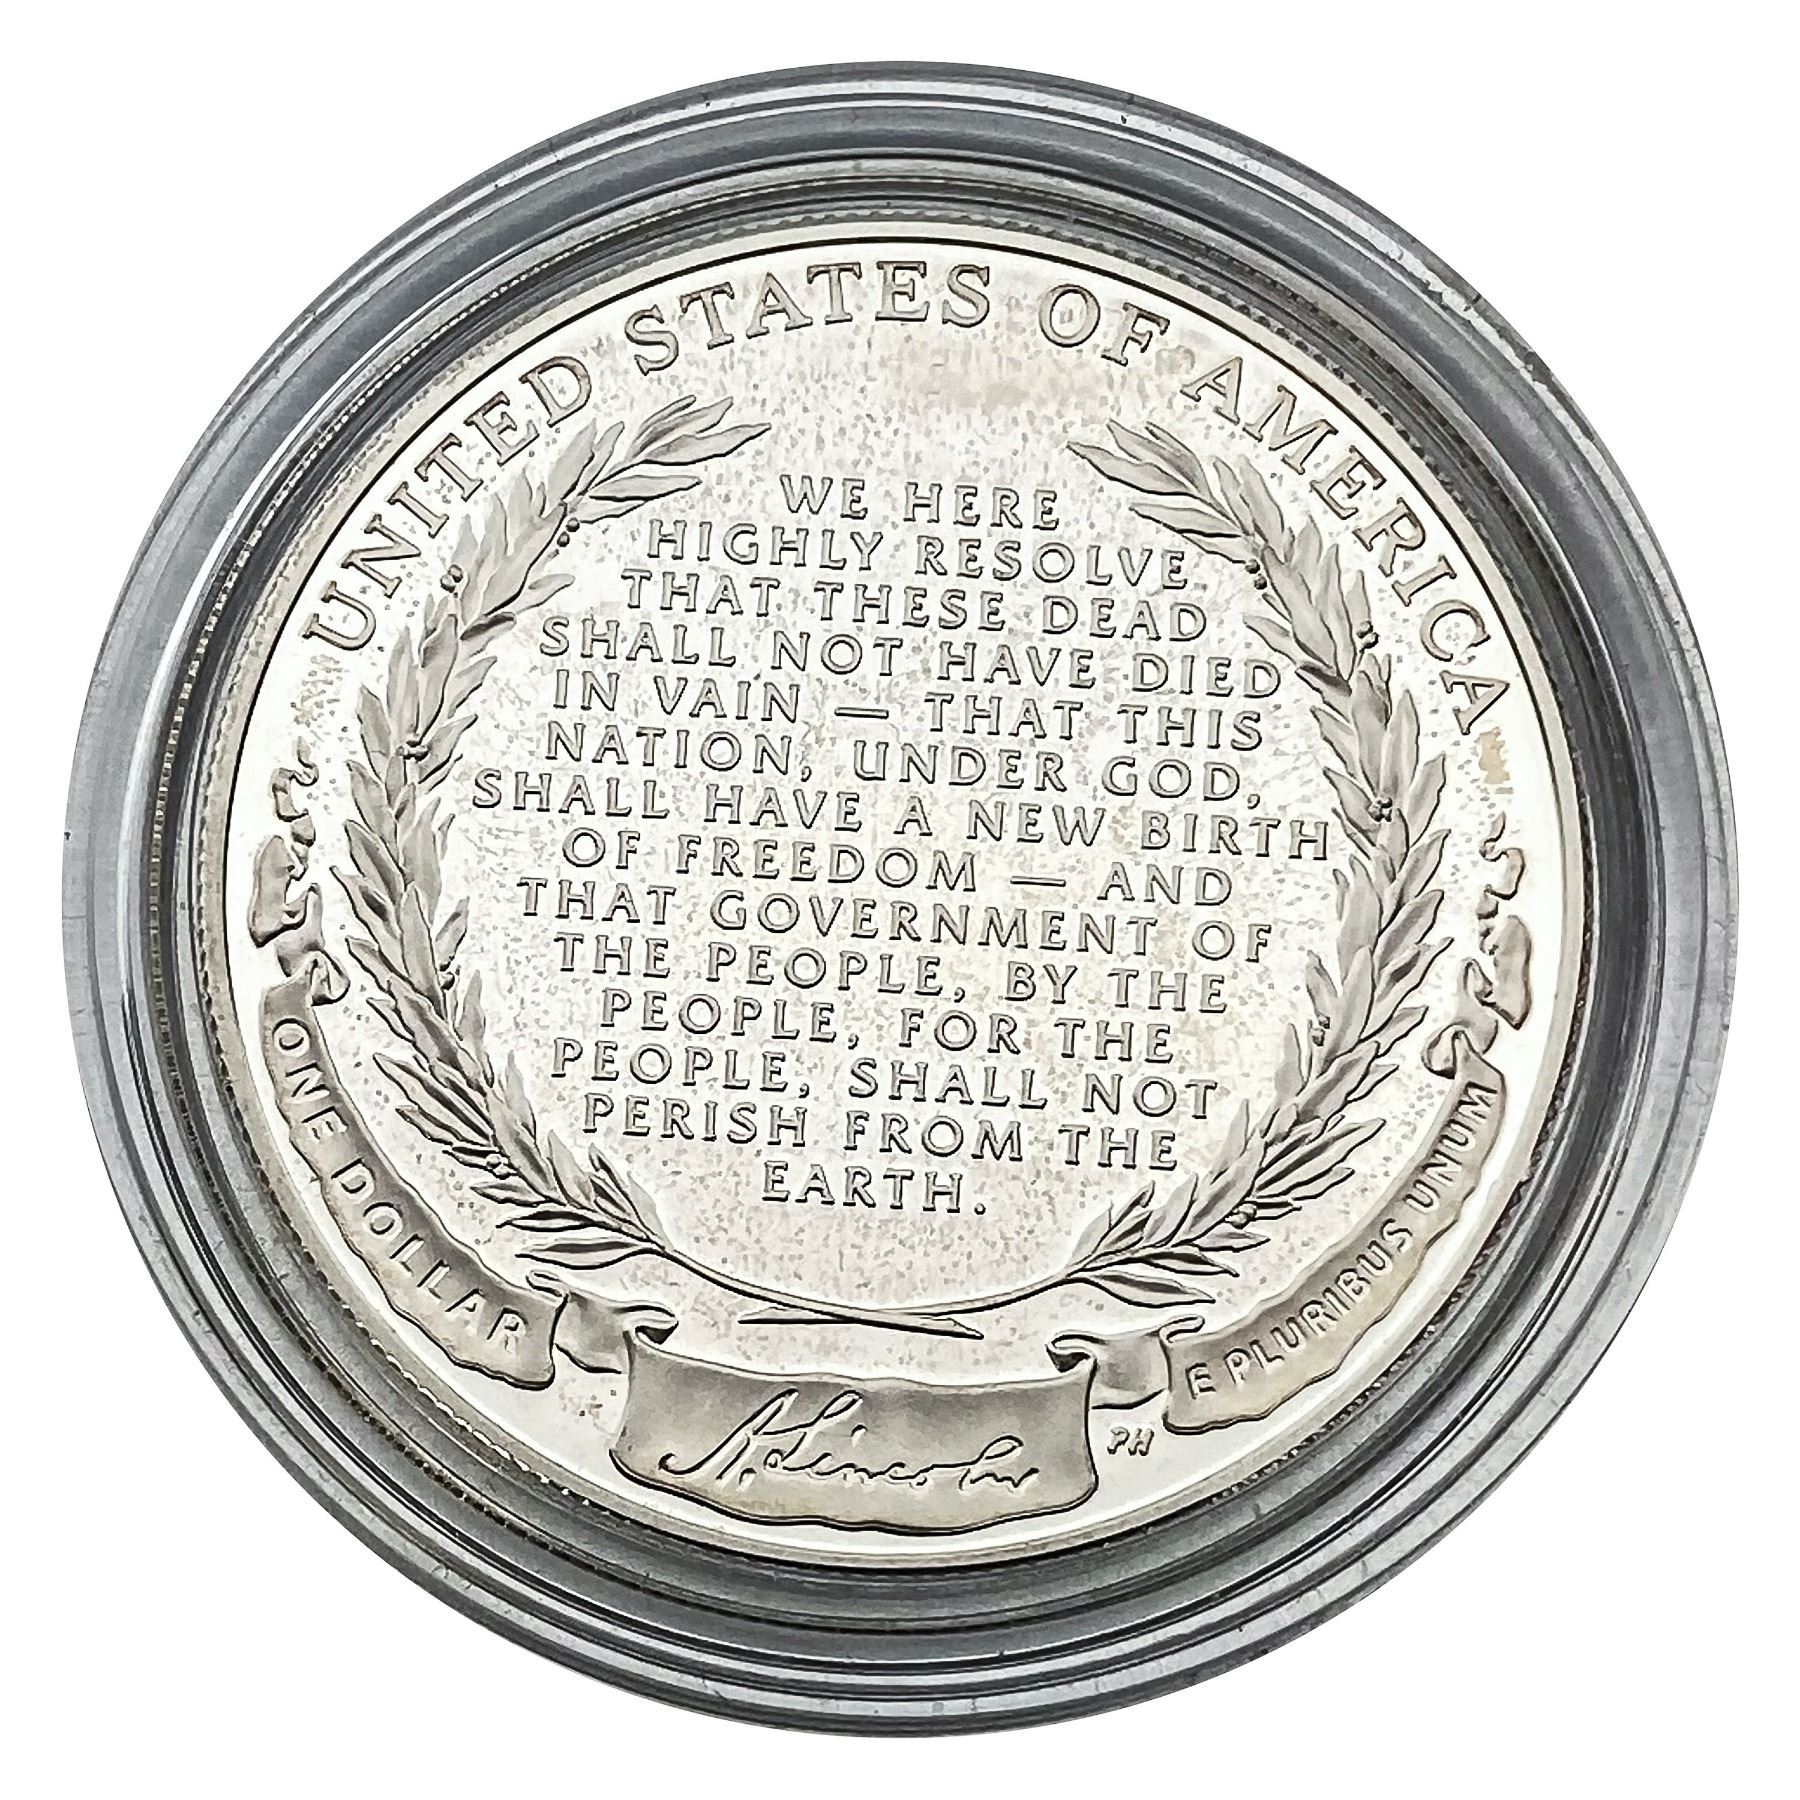 UNITED STATES OF AMERICA
WE HERE
HIGHLY RESOLVE
THAT THESE DEAD
SHALL NOT HAVE DIED
IN VAIN — THAT THIS
NATION, UNDER GOD,
SHALL HAVE A NEW BIRTH
OF FREEDOM — AND
THAT GOVERNMENT OF
THE PEOPLE, BY THE
PEOPLE, FOR THE
PEOPLE, SHALL NOT
PERISH FROM THE
EARTH.
ONE DOLLAR
A. Lincoln
PH
E PLURIBUS UNUM